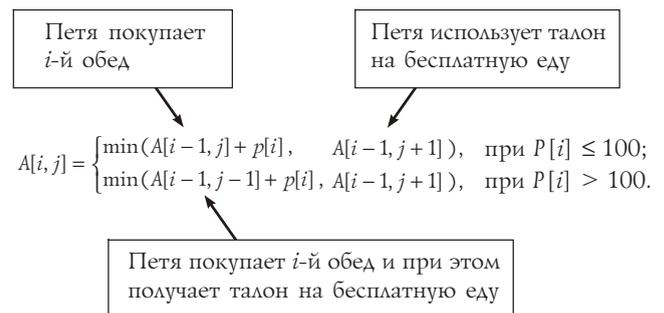 Петя покупает
i-й обед
Петя использует талон
на бесплатную еду
A[i, j] = {min(A[i−1, j]+ p[i], A[i−1, j+1]), при P[i] ≤ 100;
min(A[i−1, j−1]+ p[i], A[i−1, j+1]), при P[i] > 100.
Петя покупает i-й обед и при этом
получает талон на бесплатную еду